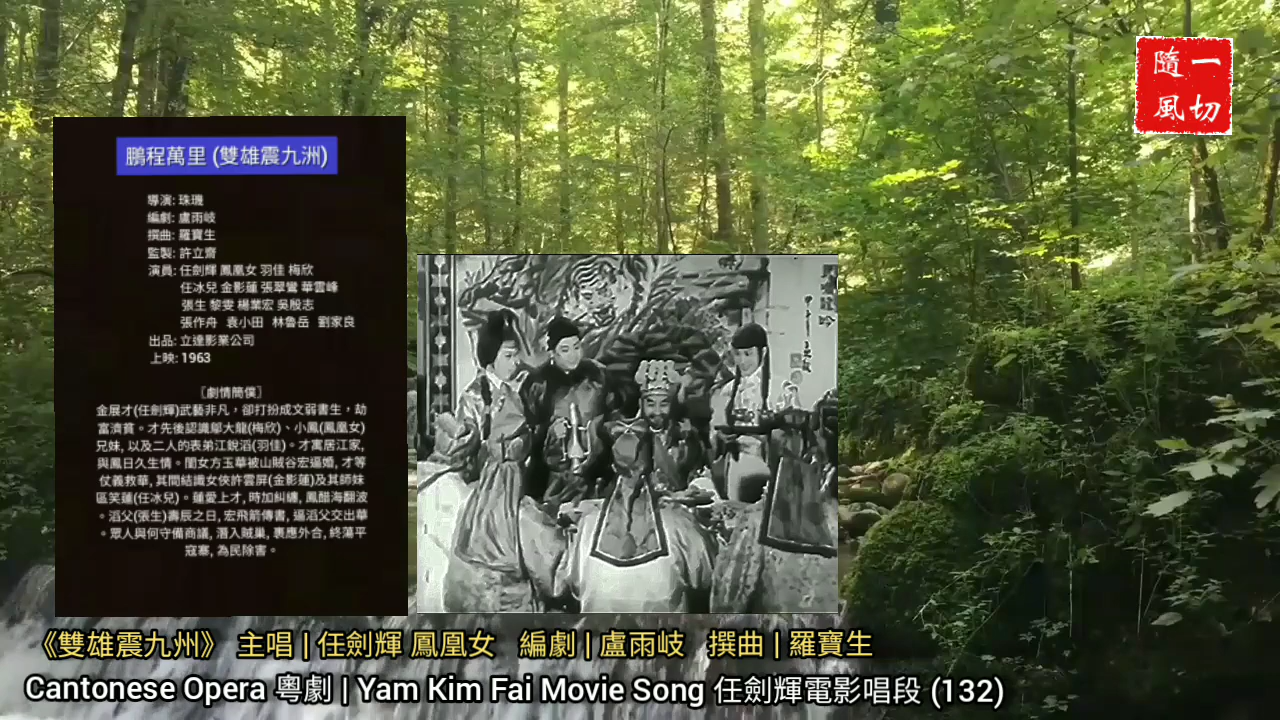 一切
隨風
鵬程萬里 (雙雄震九洲)
導演: 珠璣
編劇: 盧雨岐
撰曲: 羅寶生
監製: 許立齋
演員: 任劍輝 鳳凰女 羽佳 梅欣
任冰兒 金影蓮 張翠鸞 華雲峰
張生 黎雯 楊業宏 吳殷志
張作舟 袁小田 林魯岳 劉家良
出品: 立達影業公司
上映: 1963
〖劇情簡僕〗
金展才(任劍輝)武藝非凡，卻打扮成文弱書生，劫
富濟貧。才先後認識鄔大龍(梅欣)、小鳳(鳳凰女)
兄妹, 以及二人的表弟江銳滔(羽佳)。才寓居江家,
與鳳日久生情。閨女方玉華被山賊谷宏逼婚, 才等
仗義救華, 其間結識女俠許雲屏(金影蓮)及其師妹
區笑蓮(任冰兒)。蓮愛上才, 時加糾纏, 鳳醋海翻波
。滔父(張生)壽辰之日, 宏飛箭傳書, 逼滔父交出華
。眾人與何守備商議, 潛入賊巢, 裏應外合, 終蕩平
寇寨, 為民除害。
《雙雄震九州》 主唱 | 任劍輝 鳳凰女 編劇 | 盧雨岐 撰曲 | 羅寶生
Cantonese Opera 粵劇 | Yam Kim Fai Movie Song 任劍輝電影唱段 (132)